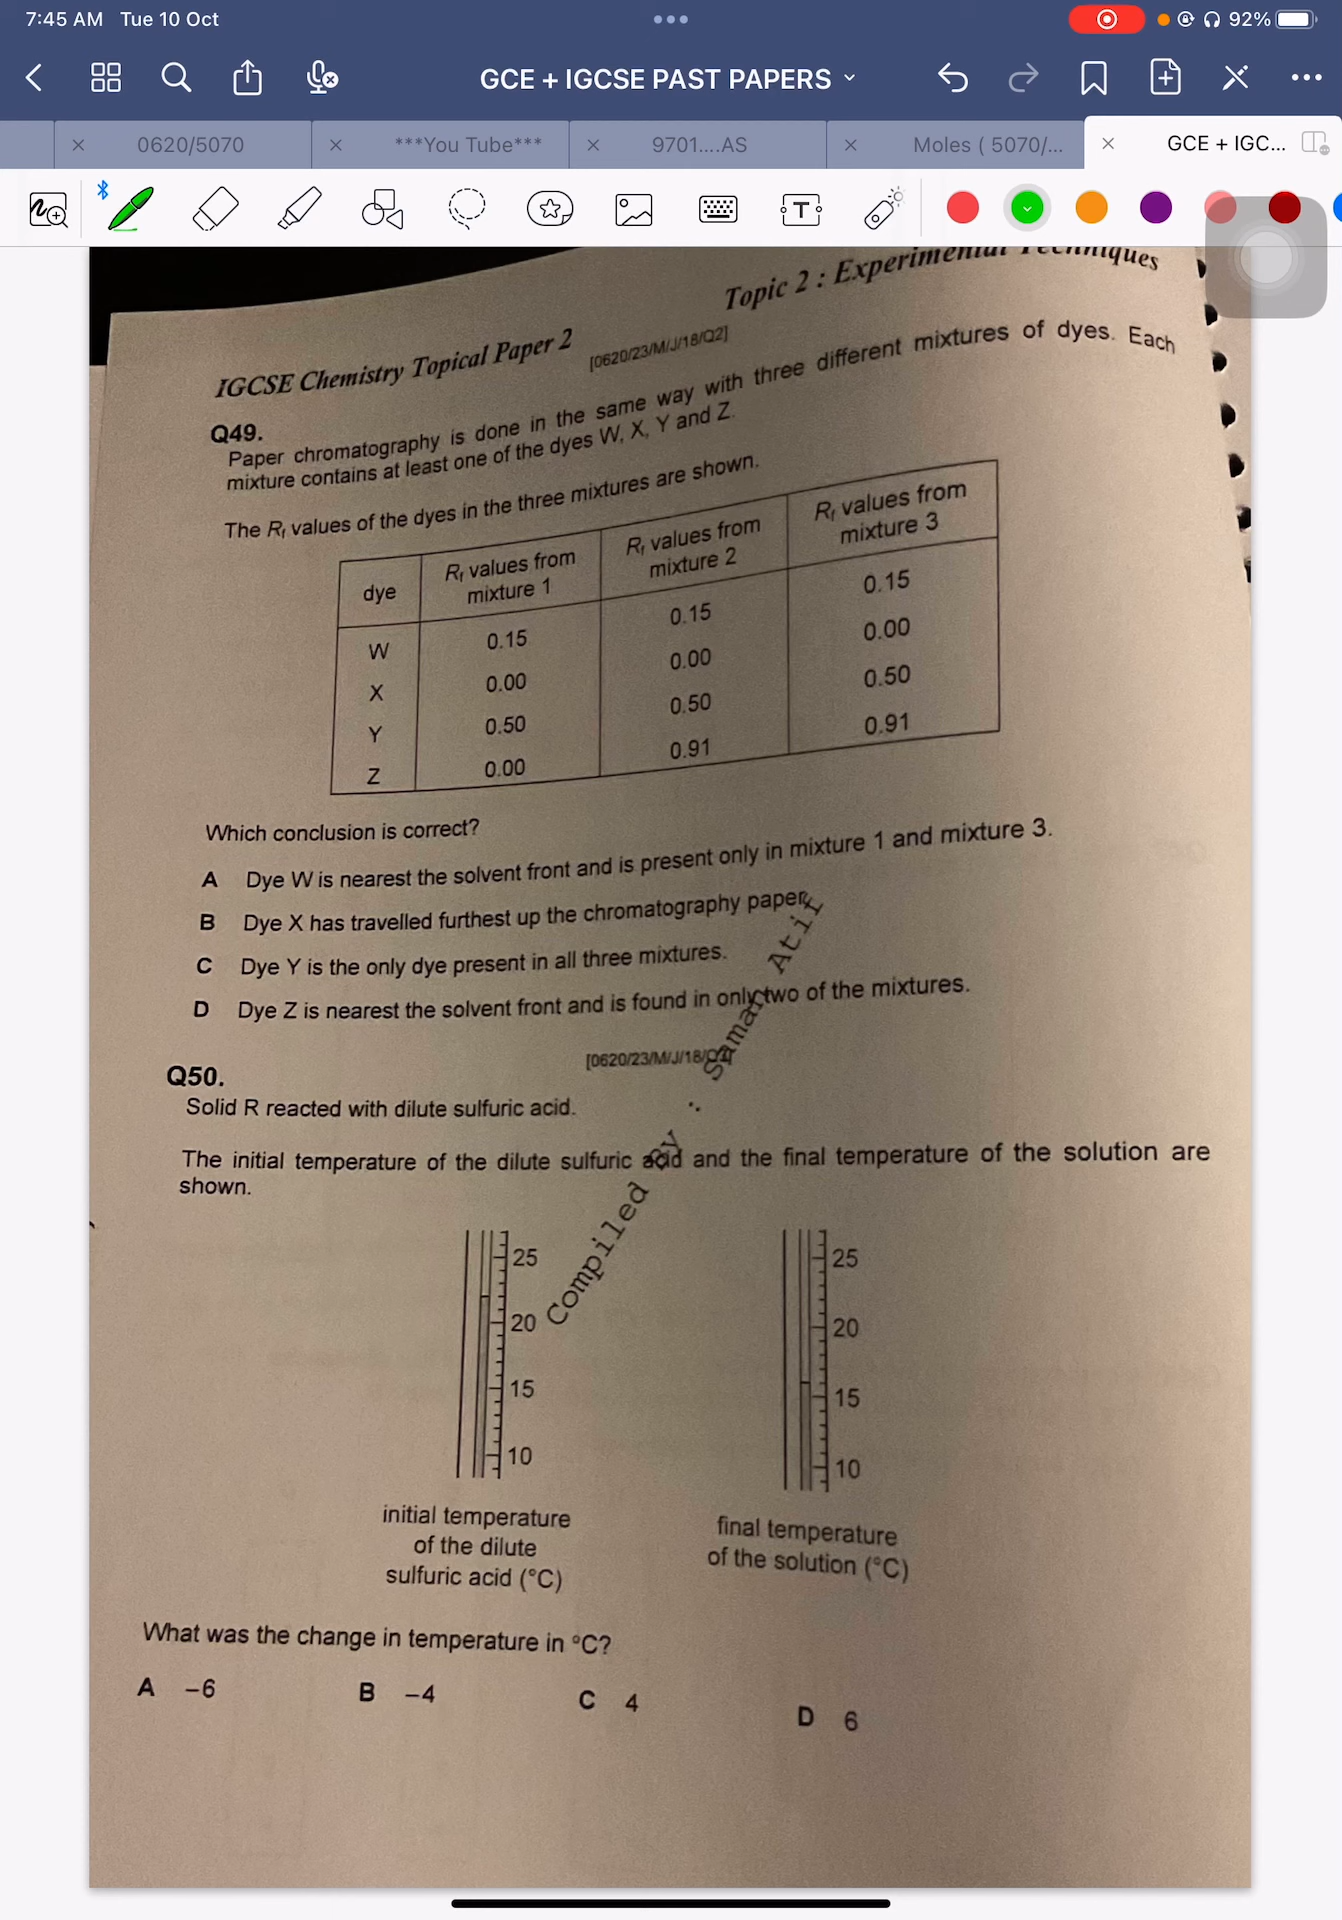 7:45 AM Tue 10 Oct
92%
GCE + IGCSE PAST PAPERS
0620/5070
***You Tube***
9701....AS
Moles ( 5070/...
GCE + IGC...
T
Topic 2 : Experimental Techniques
IGCSE Chemistry Topical Paper 2
[0620/23/M/J/18/Q2]
Q49.
Paper chromatography is done in the same way with three different mixtures of dyes. Each
mixture contains at least one of the dyes W, X, Y and Z.
The Rf values of the dyes in the three mixtures are shown.
dye
Rf values from
mixture 1
Rf values from
mixture 2
Rf values from
mixture 3
W 0.15 0.15 0.15
X 0.00 0.00 0.00
Y 0.50 0.50 0.50
Z 0.00 0.91 0.91
Which conclusion is correct?
A Dye W is nearest the solvent front and is present only in mixture 1 and mixture 3.
B Dye X has travelled furthest up the chromatography paper.
C Dye Y is the only dye present in all three mixtures.
D Dye Z is nearest the solvent front and is found in only two of the mixtures.
Compiled By : Samar Atif
[0620/23/M/J/18/
Q50.
Solid R reacted with dilute sulfuric acid.
The initial temperature of the dilute sulfuric acid and the final temperature of the solution are
shown.
25
20
15
10
25
20
15
10
initial temperature
of the dilute
sulfuric acid (°C)
final temperature
of the solution (°C)
What was the change in temperature in °C?
A −6 B −4 C 4 D 6